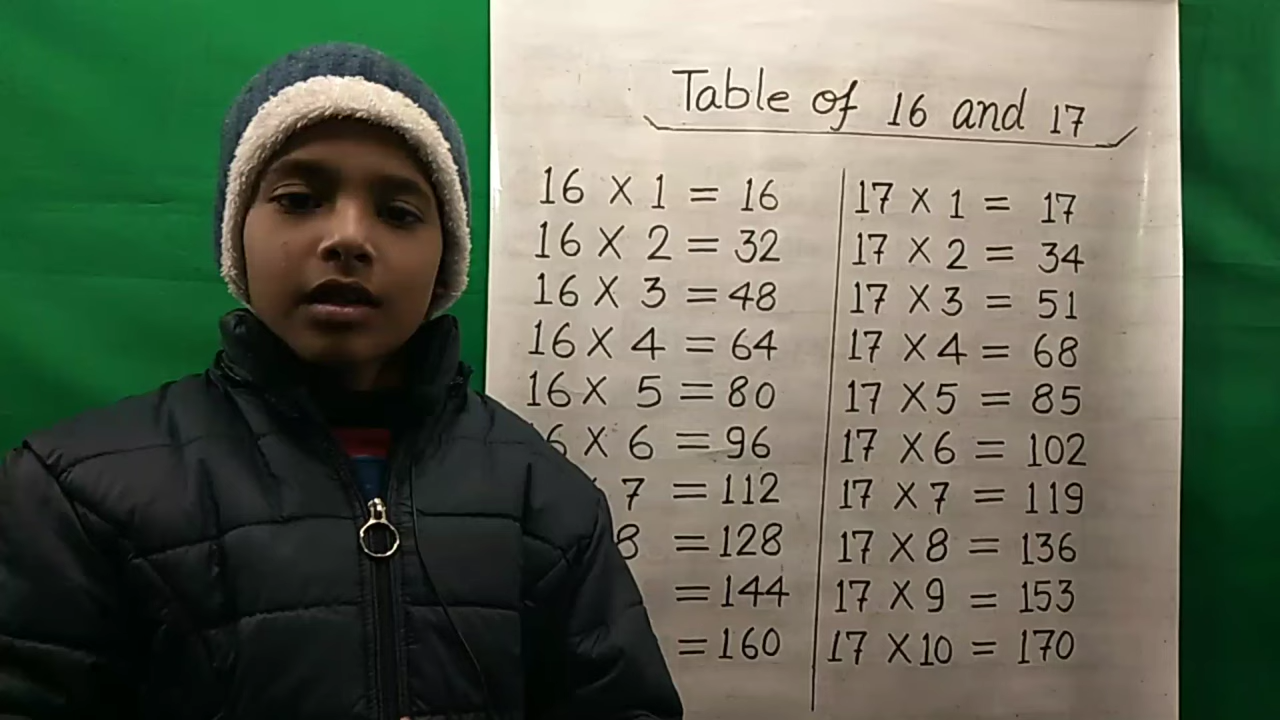 Table of 16 and 17
16 X 1 = 16
16 X 2 = 32
16 X 3 = 48
16 X 4 = 64
16 X 5 = 80
6 X 6 = 96
7 = 112
8 = 128
= 144
= 160
17 X 1 = 17
17 X 2 = 34
17 X 3 = 51
17 X 4 = 68
17 X 5 = 85
17 X 6 = 102
17 X 7 = 119
17 X 8 = 136
17 X 9 = 153
17 X 10 = 170